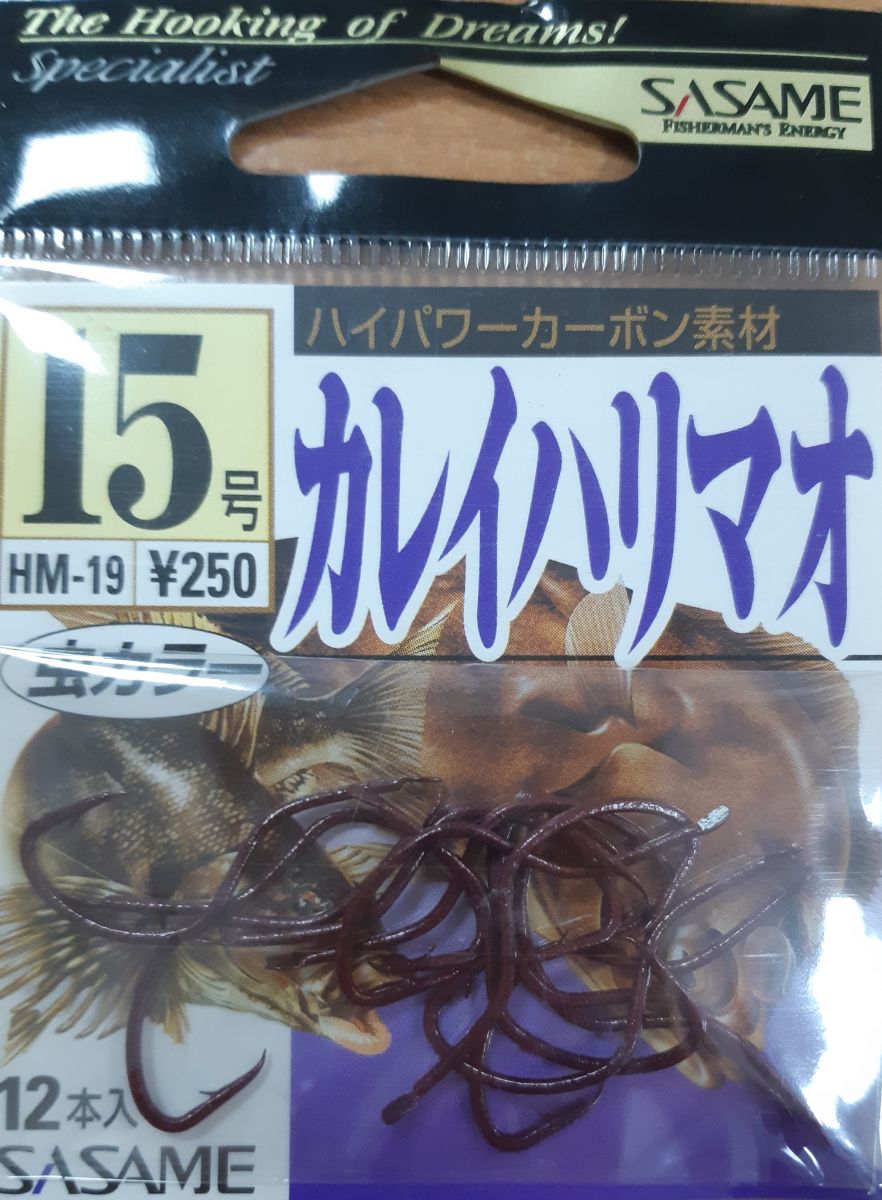 The Hooking of Dreams!
Specialist
SASAME
FISHERMAN'S ENERGY
ハイパワーカーボン素材
15号
カレイハリマオ
HM-19 ¥250
虫カラー
12本入
SASAME